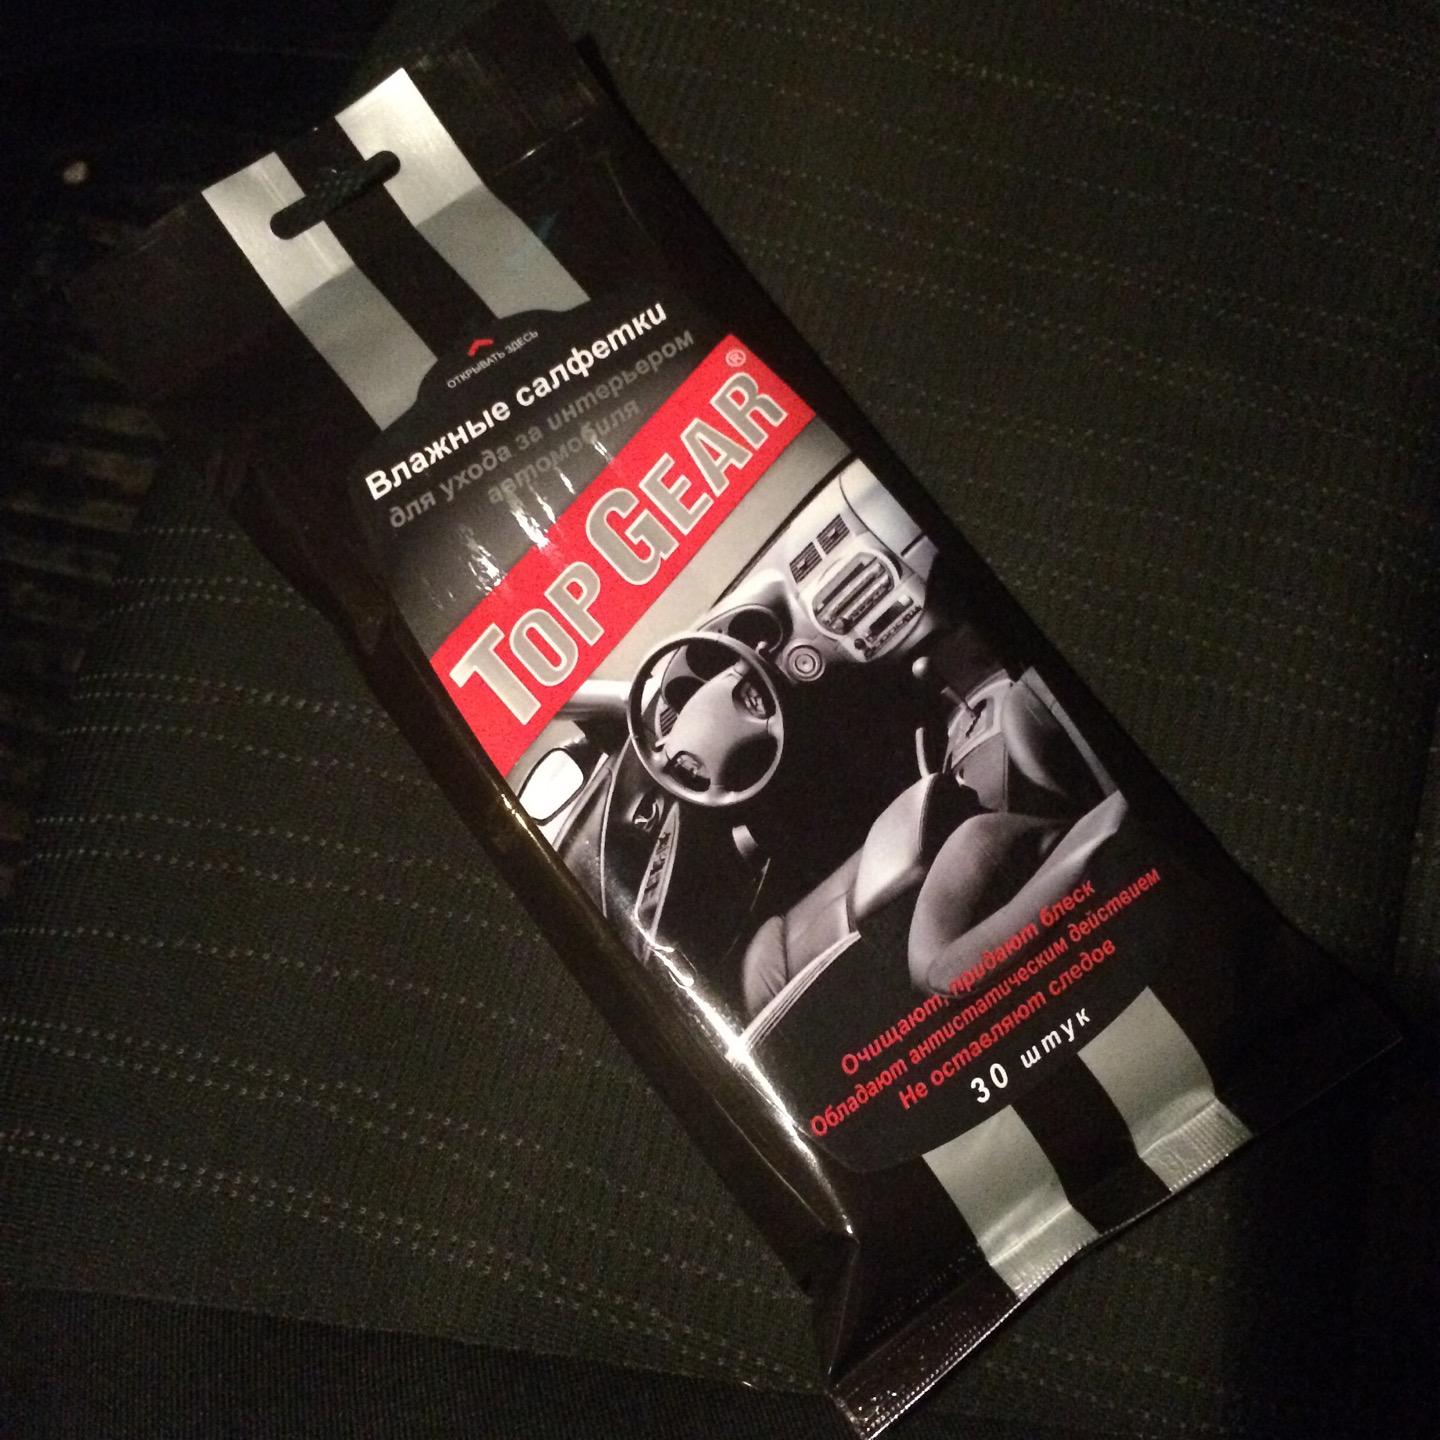 ОТКРЫВАТЬ ЗДЕСЬ
Влажные салфетки
для ухода за интерьером
автомобиля
TOP GEAR®
Очищают, придают блеск
Обладают антистатическим действием
Не оставляют следов
30 штук